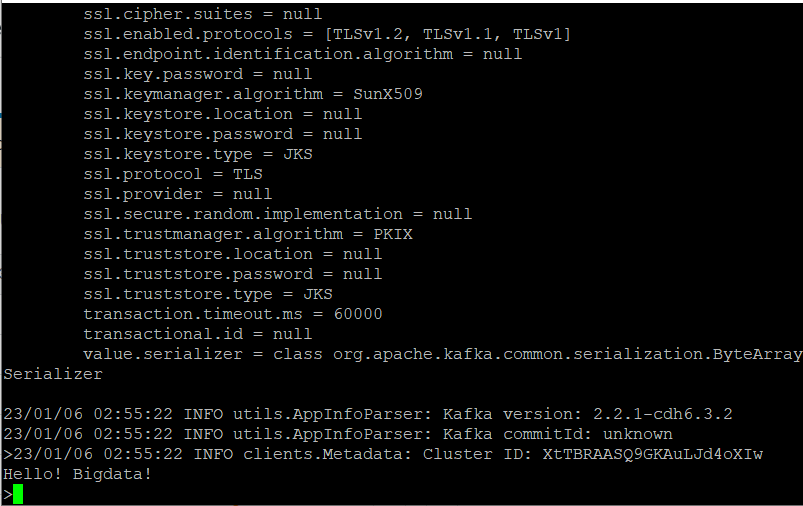 ssl.cipher.suites = null
ssl.enabled.protocols = [TLSv1.2, TLSv1.1, TLSv1]
ssl.endpoint.identification.algorithm = null
ssl.key.password = null
ssl.keymanager.algorithm = SunX509
ssl.keystore.location = null
ssl.keystore.password = null
ssl.keystore.type = JKS
ssl.protocol = TLS
ssl.provider = null
ssl.secure.random.implementation = null
ssl.trustmanager.algorithm = PKIX
ssl.truststore.location = null
ssl.truststore.password = null
ssl.truststore.type = JKS
transaction.timeout.ms = 60000
transactional.id = null
value.serializer = class org.apache.kafka.common.serialization.ByteArray
Serializer
23/01/06 02:55:22 INFO utils.AppInfoParser: Kafka version: 2.2.1-cdh6.3.2
23/01/06 02:55:22 INFO utils.AppInfoParser: Kafka commitId: unknown
>23/01/06 02:55:22 INFO clients.Metadata: Cluster ID: XtTBRAASQ9GKAuLJd4oXIw
Hello! Bigdata!
>